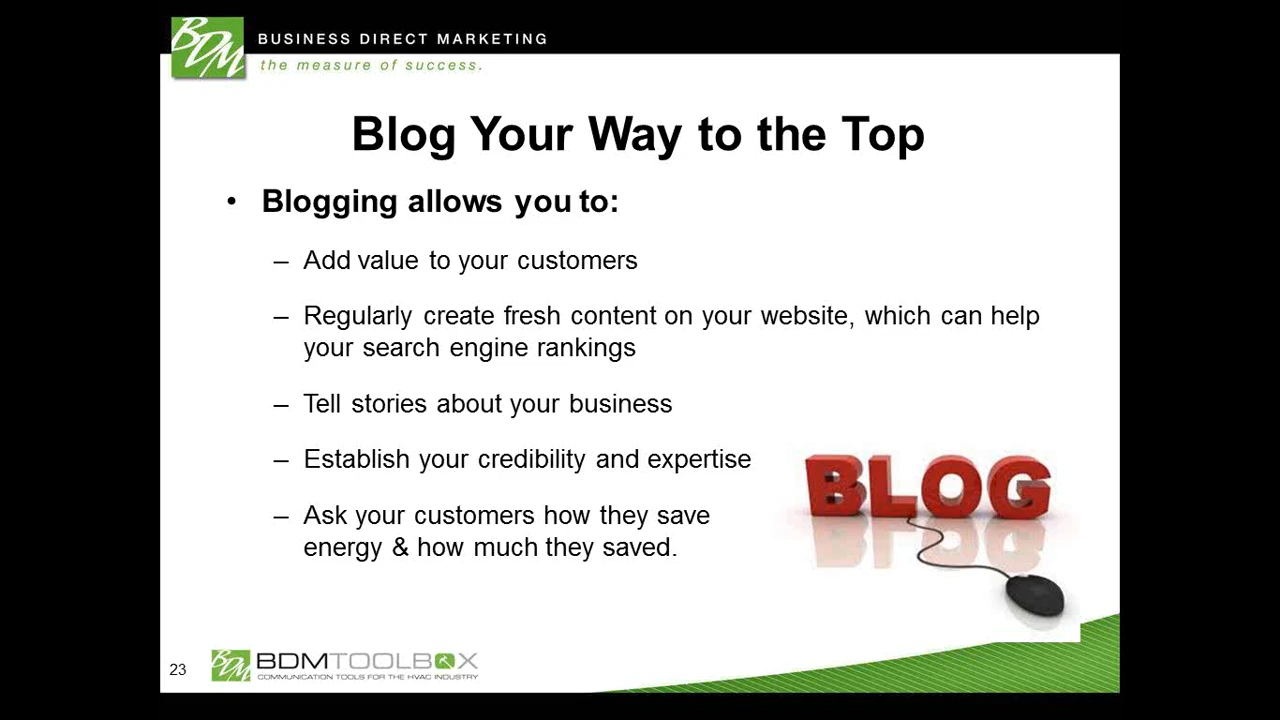 BDM BUSINESS DIRECT MARKETING
the measure of success.
Blog Your Way to the Top
• Blogging allows you to:
– Add value to your customers
– Regularly create fresh content on your website, which can help
your search engine rankings
– Tell stories about your business
– Establish your credibility and expertise
– Ask your customers how they save
energy & how much they saved.
BLOG
23
BDM BDMTOOLBOX
COMMUNICATION TOOLS FOR THE HVAC INDUSTRY